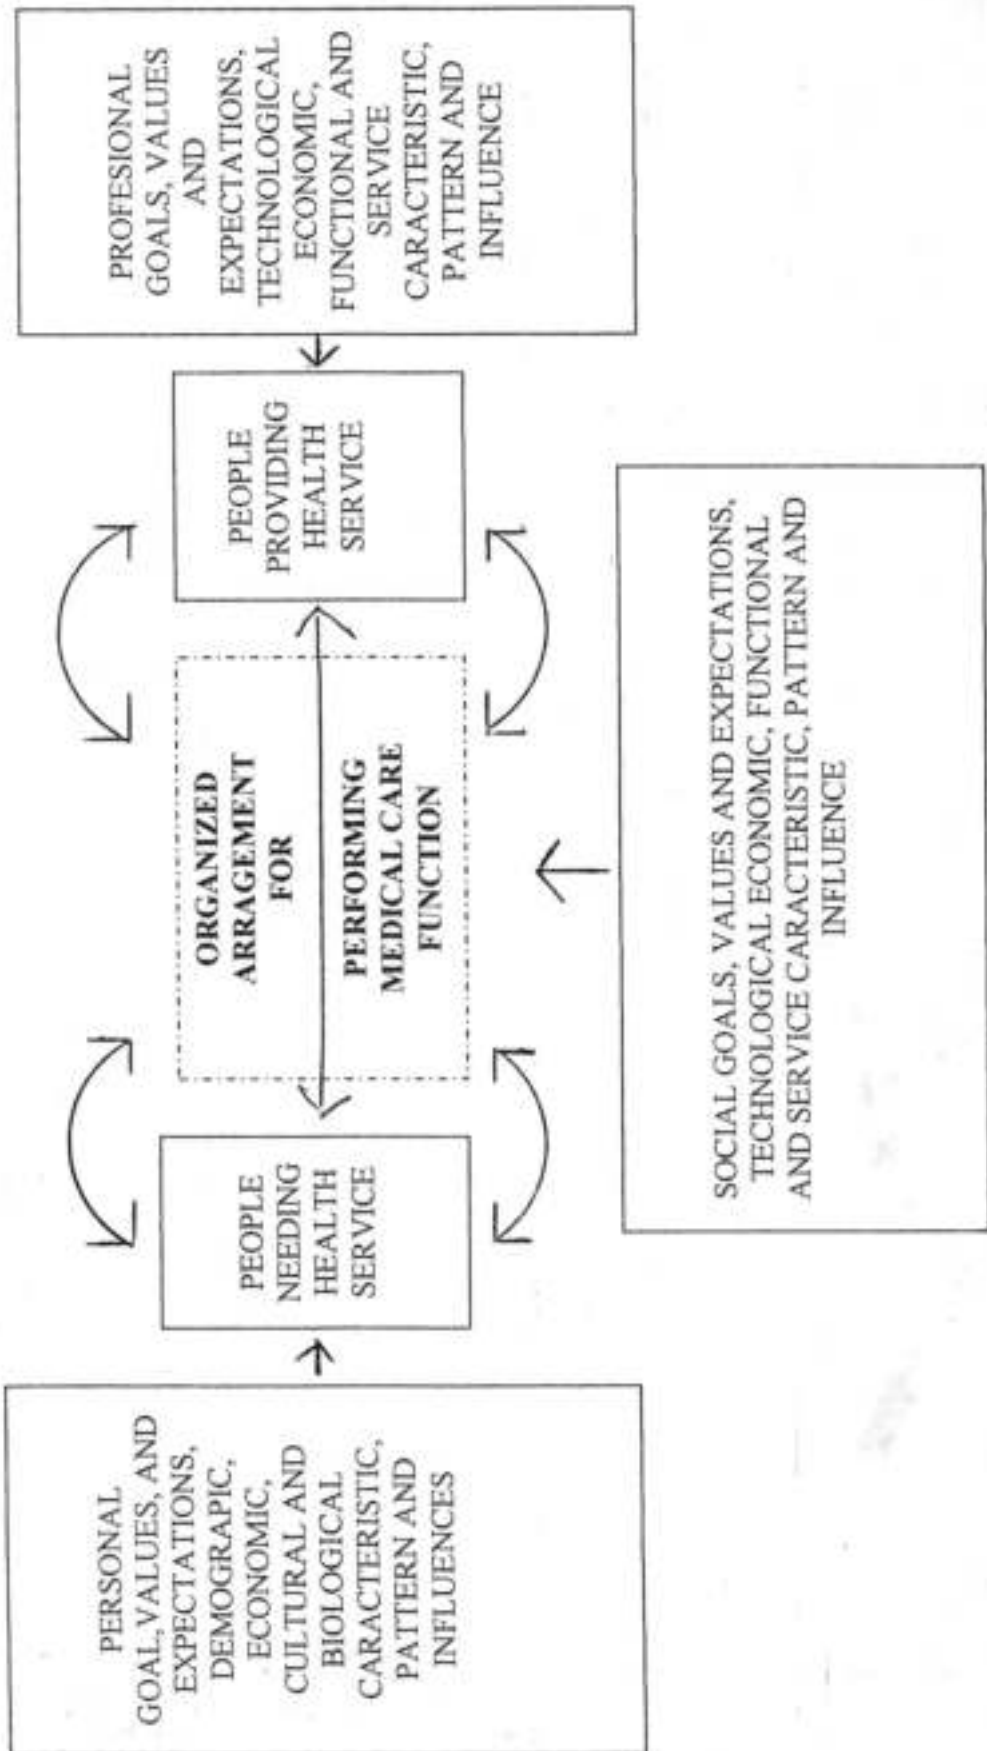 PERSONAL
GOAL,VALUES, AND
EXPECTATIONS,
DEMOGRAPIC,
ECONOMIC,
CULTURAL AND
BIOLOGICAL
CARACTERISTIC,
PATTERN AND
INFLUENCES
PEOPLE
NEEDING
HEALTH
SERVICE
ORGANIZED
ARRAGEMENT
FOR
PERFORMING
MEDICAL CARE
FUNCTION
PEOPLE
PROVIDING
HEALTH
SERVICE
PROFESIONAL
GOALS, VALUES
AND
EXPECTATIONS,
TECHNOLOGICAL
ECONOMIC,
FUNCTIONAL AND
SERVICE
CARACTERISTIC,
PATTERN AND
INFLUENCE
SOCIAL GOALS, VALUES AND EXPECTATIONS,
TECHNOLOGICAL ECONOMIC, FUNCTIONAL
AND SERVICE CARACTERISTIC, PATTERN AND
INFLUENCE